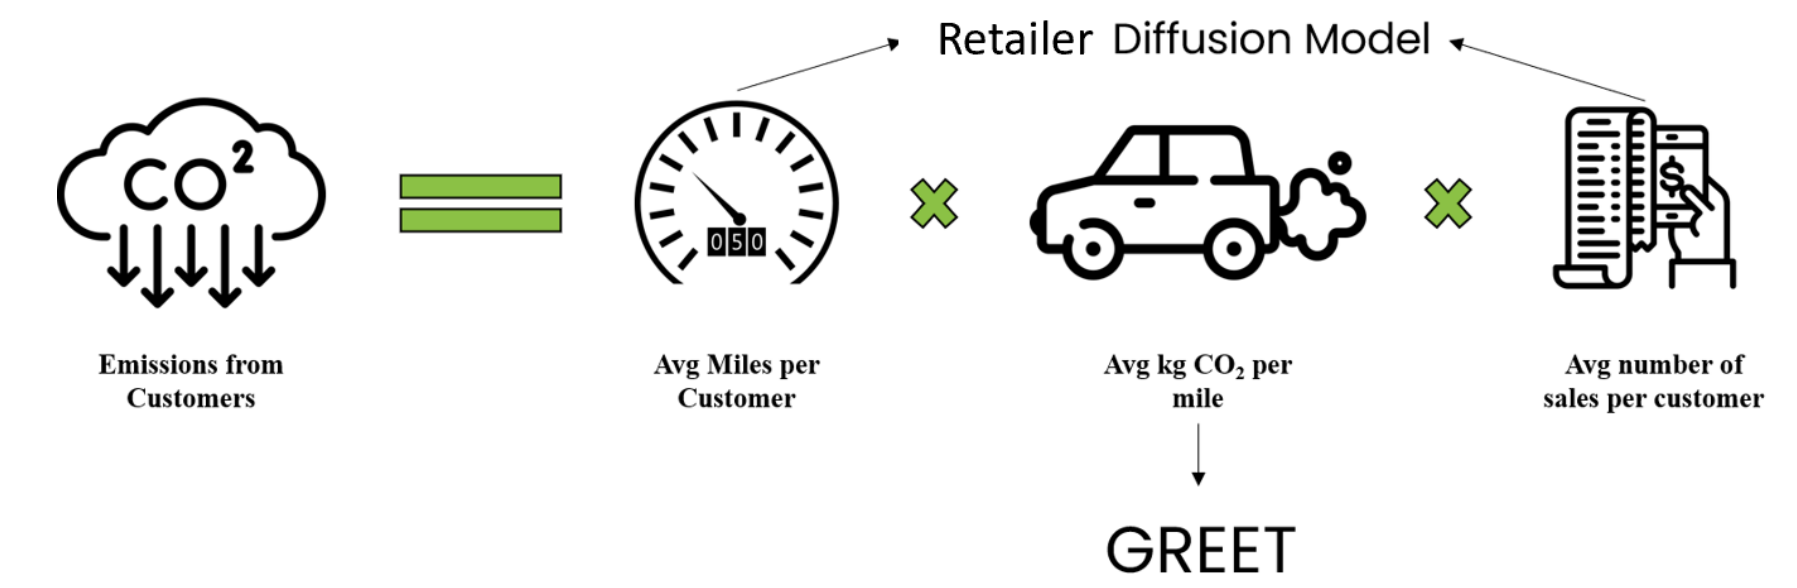 Retailer Diffusion Model
CO²
050
Emissions from
Customers
Avg Miles per
Customer
Avg kg CO₂ per
mile
$
Avg number of
sales per customer
GREET